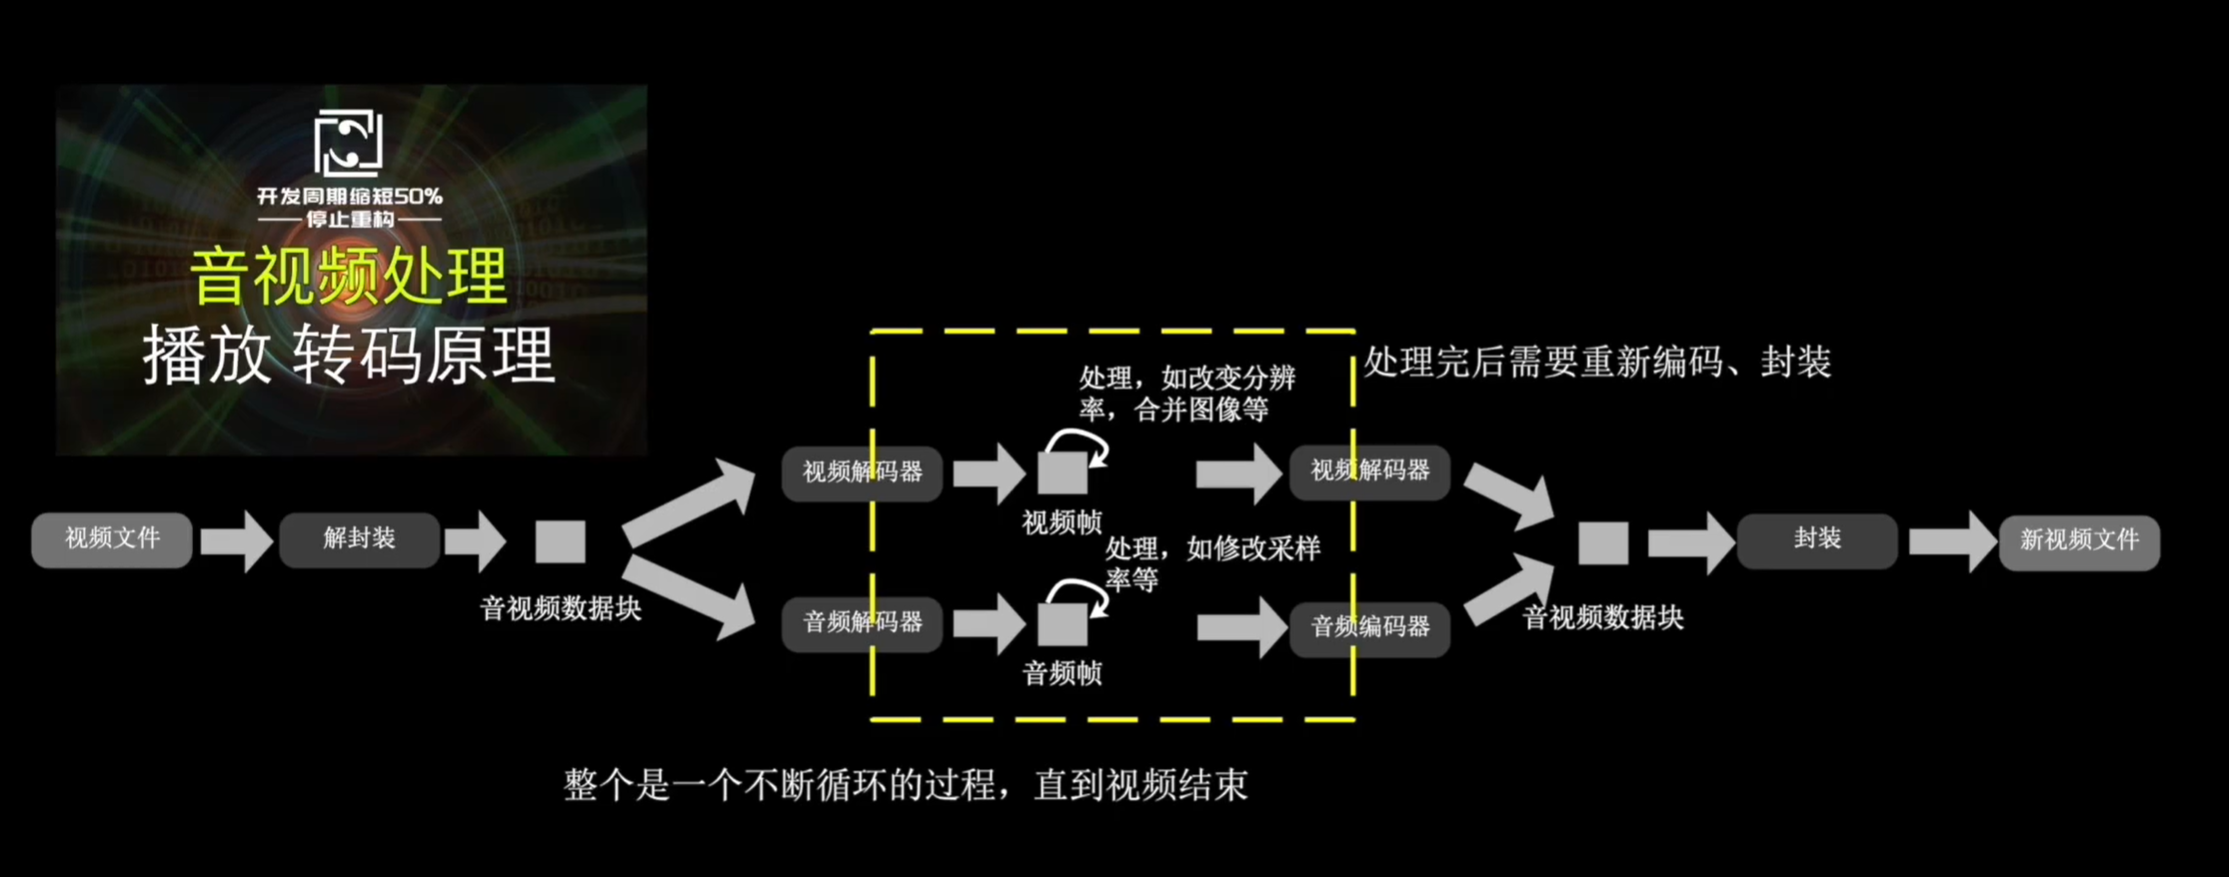 开发周期缩短50%
停止重构
音视频处理
播放 转码原理
处理完后需要重新编码、封装
处理，如改变分辨
率，合并图像等
视频解码器
视频帧
视频解码器
视频文件
解封装
音视频数据块
处理，如修改采样
率等
音频解码器
音频帧
音频编码器
音视频数据块
封装
新视频文件
整个是一个不断循环的过程，直到视频结束